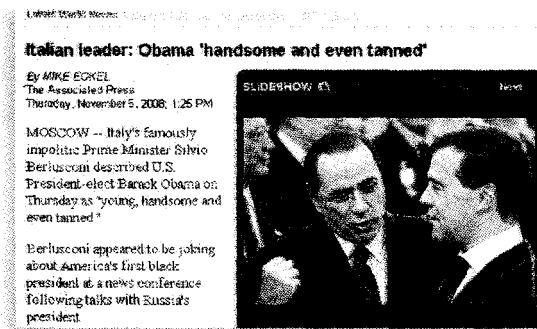 Latest World News
Italian leader: Obama 'handsome and even tanned'
By MIKE ECKEL
The Associated Press
Thursday, November 5, 2008; 1:25 PM
SLIDESHOW
MOSCOW -- Italy's famously
impolitic Prime Minister Silvio
Berlusconi described U.S.
President-elect Barack Obama on
Thursday as "young, handsome and
even tanned."
Berlusconi appeared to be joking
about America's first black
president at a news conference
following talks with Russia's
president